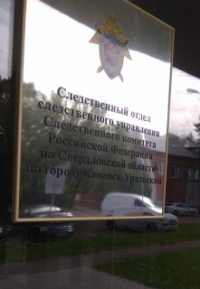 Следственный отдел
следственного управления
Следственного комитета
Российской Федерации
по Свердловской области
по городу Каменск-Уральский